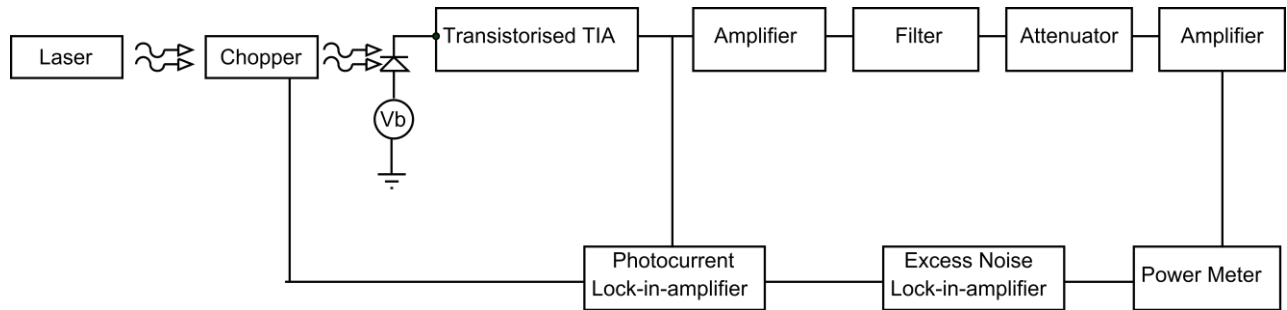 Laser
Chopper
Vb
Transistorised TIA
Amplifier
Filter
Attenuator
Amplifier
Photocurrent
Lock-in-amplifier
Excess Noise
Lock-in-amplifier
Power Meter